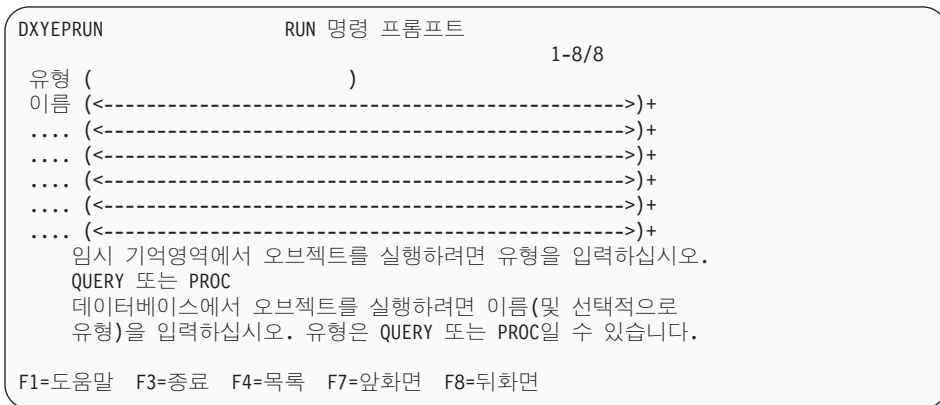 DXYEPRUN RUN 명령 프롬프트
1-8/8
유형 ( )
이름 (<-------------------------------------------------->)+
.... (<-------------------------------------------------->)+
.... (<-------------------------------------------------->)+
.... (<-------------------------------------------------->)+
.... (<-------------------------------------------------->)+
.... (<-------------------------------------------------->)+
임시 기억영역에서 오브젝트를 실행하려면 유형을 입력하십시오.
QUERY 또는 PROC
데이터베이스에서 오브젝트를 실행하려면 이름(및 선택적으로
유형)을 입력하십시오. 유형은 QUERY 또는 PROC일 수 있습니다.
F1=도움말 F3=종료 F4=목록 F7=앞화면 F8=뒤화면